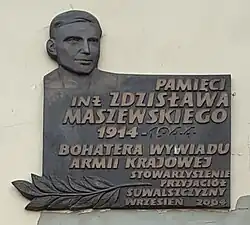 PAMIĘCI
INŻ ZDZISŁAWA
MASZEWSKIEGO
1914-1944
BOHATERA WYWIADU
ARMII KRAJOWEJ
STOWARZYSZENIE
PRZYJACIÓŁ
SUWALSZCZYZNY
WRZESIEŃ 2004